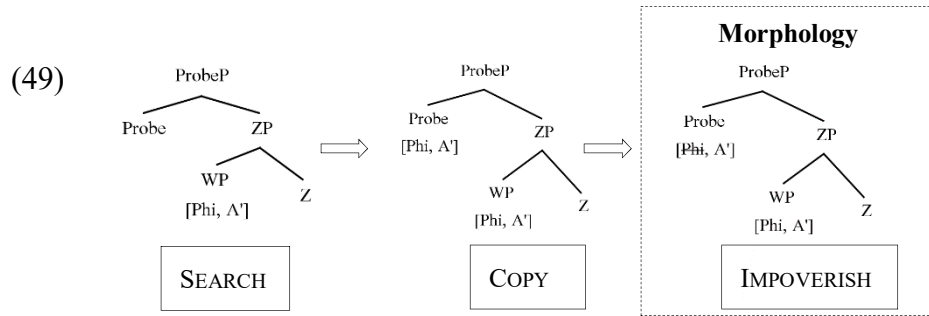 (49)
ProbeP
Probe ZP
WP Z
[Phi, A']
SEARCH
ProbeP
Probe ZP
[Phi, A']
WP Z
[Phi, A']
COPY
Morphology
ProbeP
Probe ZP
[Phi, A']
WP Z
[Phi, A']
IMPOVERISH